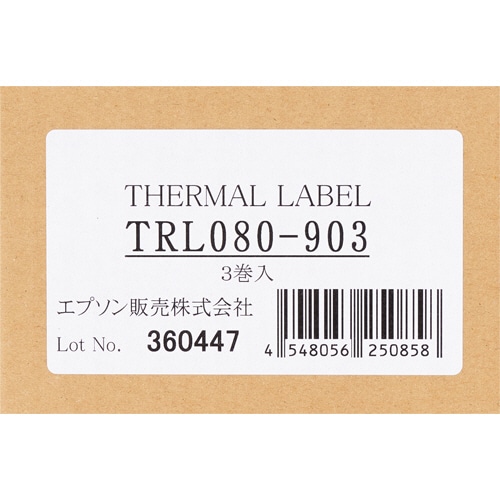 THERMAL LABEL
TRL080-903
3巻入
エプソン販売株式会社
Lot No. 360447
4 548056 250858